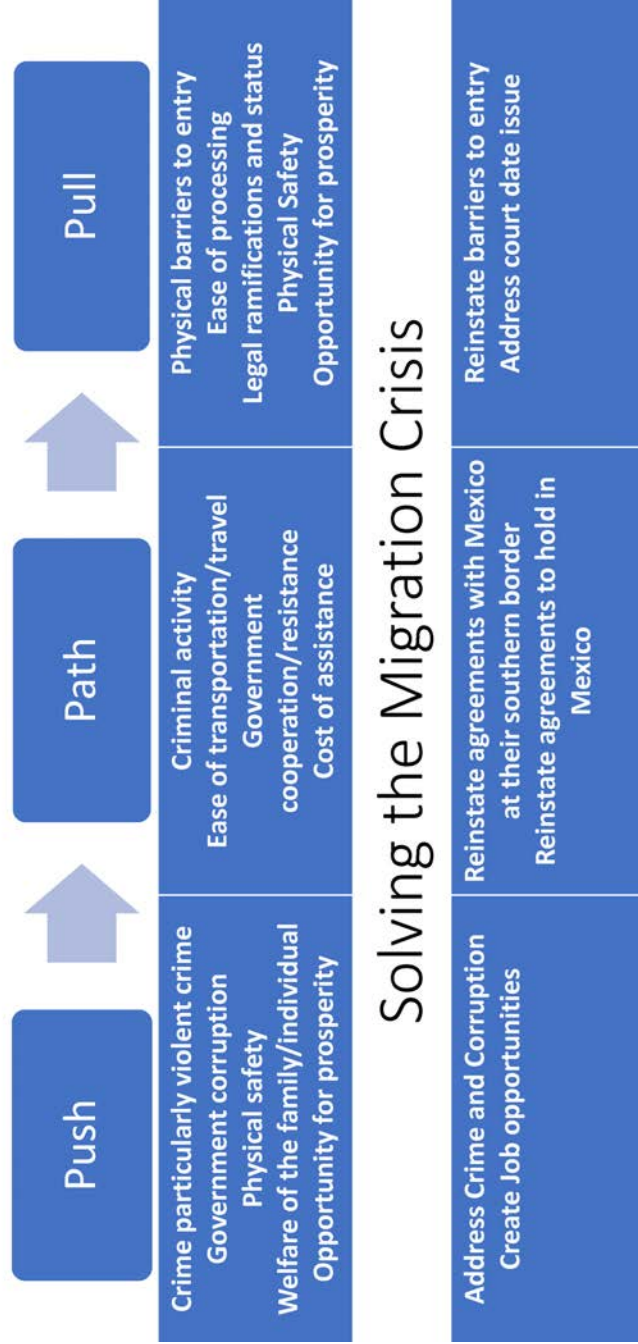 Push
Path
Pull
Crime particularly violent crime
Government corruption
Physical safety
Welfare of the family/individual
Opportunity for prosperity
Criminal activity
Ease of transportation/travel
Government
cooperation/resistance
Cost of assistance
Physical barriers to entry
Ease of processing
Legal ramifications and status
Physical Safety
Opportunity for prosperity
Solving the Migration Crisis
Address Crime and Corruption
Create Job opportunities
Reinstate agreements with Mexico
at their southern border
Reinstate agreements to hold in
Mexico
Reinstate barriers to entry
Address court date issue